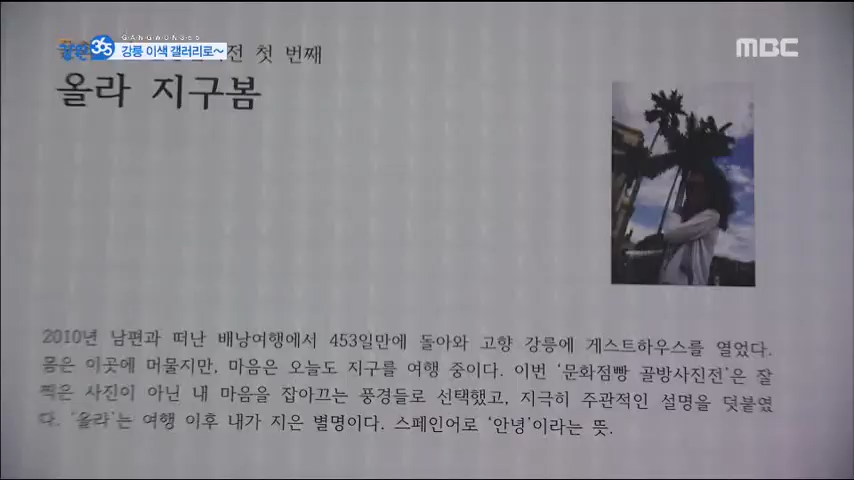 GANGWON365
강원365 강릉 이색 갤러리로~
MBC
전 첫 번째
올라 지구봄
2010년 남편과 떠난 배낭여행에서 453일만에 돌아와 고향 강릉에 게스트하우스를 열었다.
몸은 이곳에 머물지만, 마음은 오늘도 지구를 여행 중이다. 이번 '문화점빵 골방사진전'은 잘
찍은 사진이 아닌 내 마음을 잡아끄는 풍경들로 선택했고, 지극히 주관적인 설명을 덧붙였
다. '올라'는 여행 이후 내가 지은 별명이다. 스페인어로 '안녕'이라는 뜻.